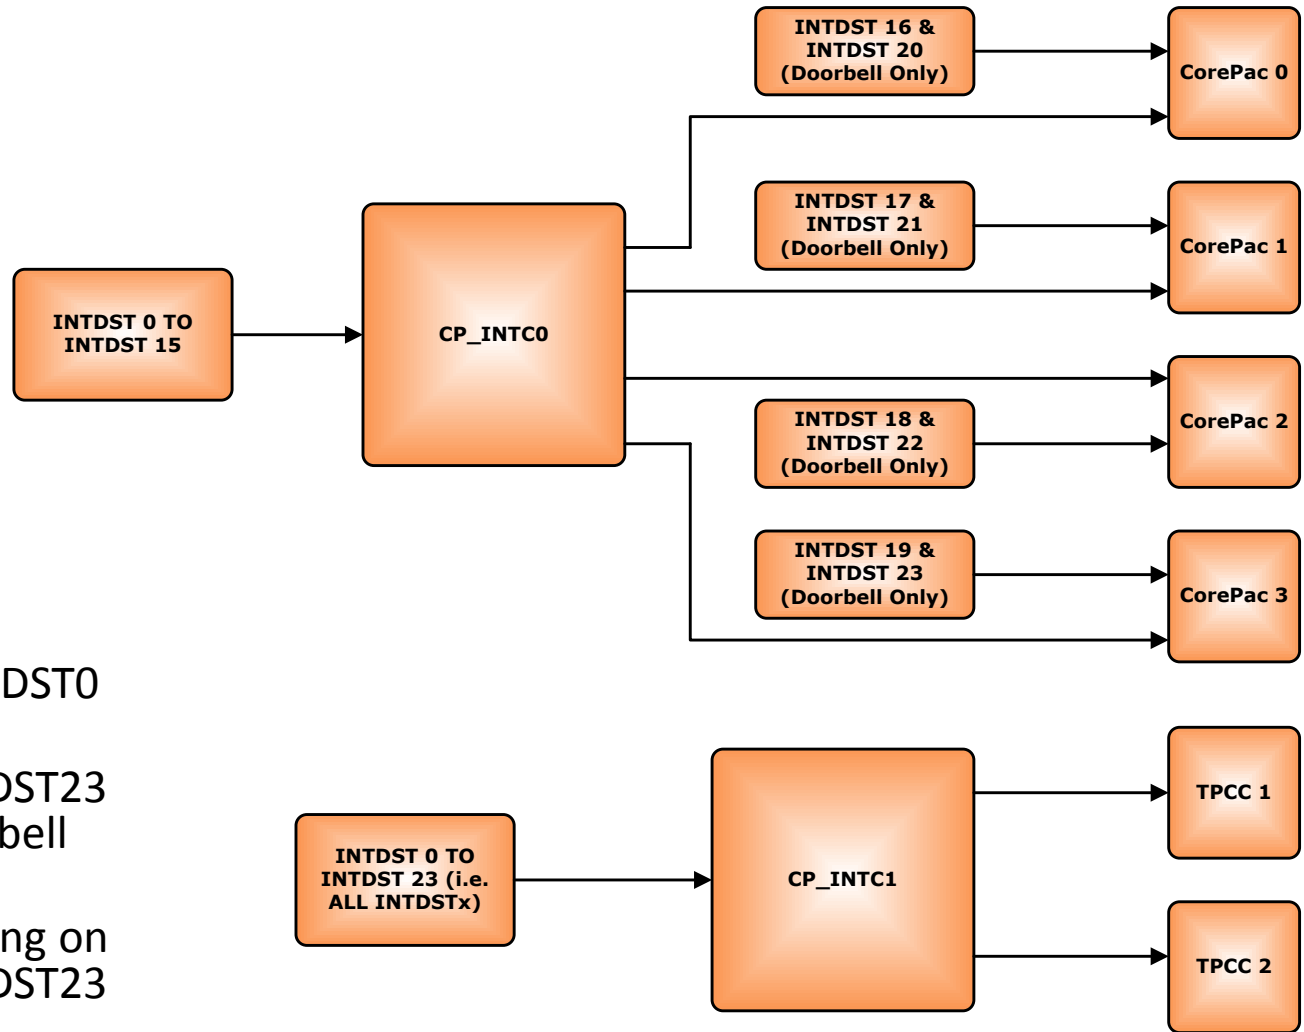 INTDST 16 &
INTDST 20
(Doorbell Only)
CorePac 0
INTDST 17 &
INTDST 21
(Doorbell Only)
CorePac 1
INTDST 0 TO
INTDST 15
CP_INTC0
CorePac 2
INTDST 18 &
INTDST 22
(Doorbell Only)
INTDST 19 &
INTDST 23
(Doorbell Only)
CorePac 3
DST0
DST23
bell
ng on
DST23
INTDST 0 TO
INTDST 23 (i.e.
ALL INTDSTx)
CP_INTC1
TPCC 1
TPCC 2